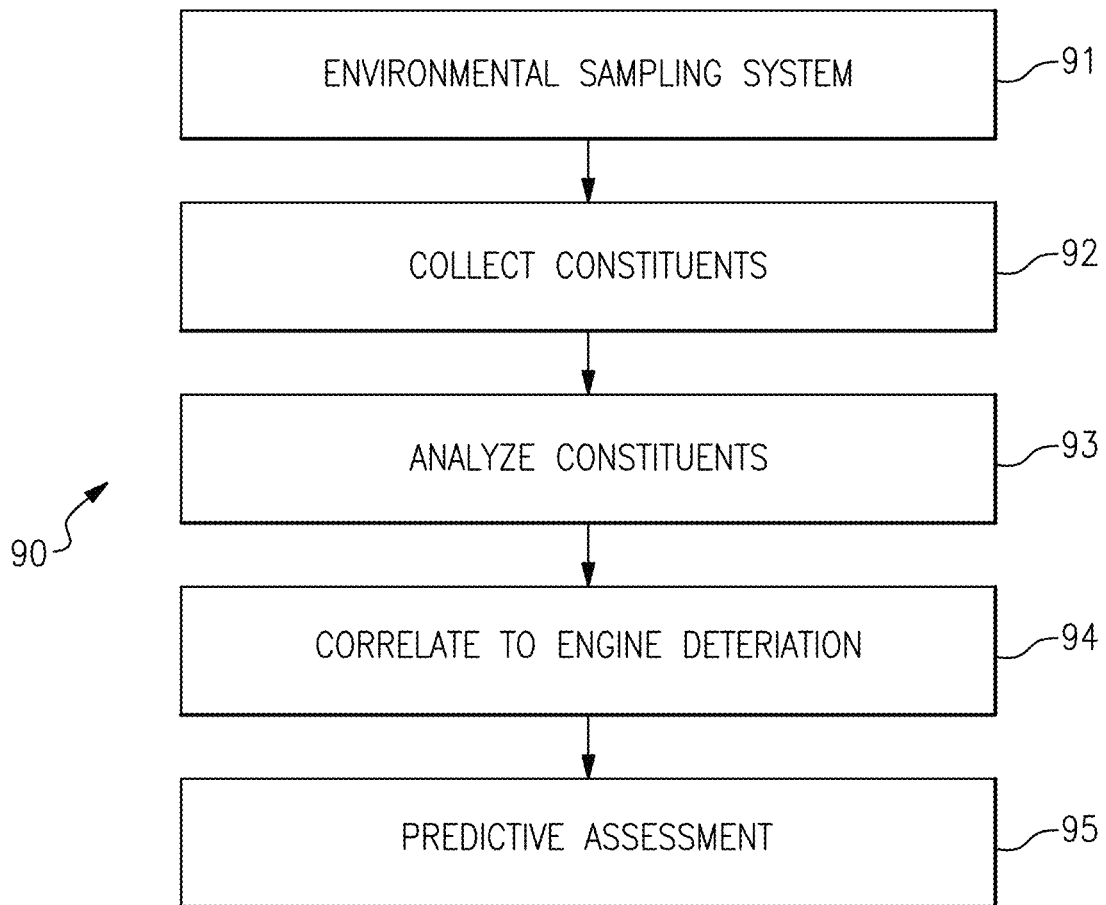 ENVIRONMENTAL SAMPLING SYSTEM
91
COLLECT CONSTITUENTS
92
ANALYZE CONSTITUENTS
93
90
CORRELATE TO ENGINE DETERIATION
94
PREDICTIVE ASSESSMENT
95